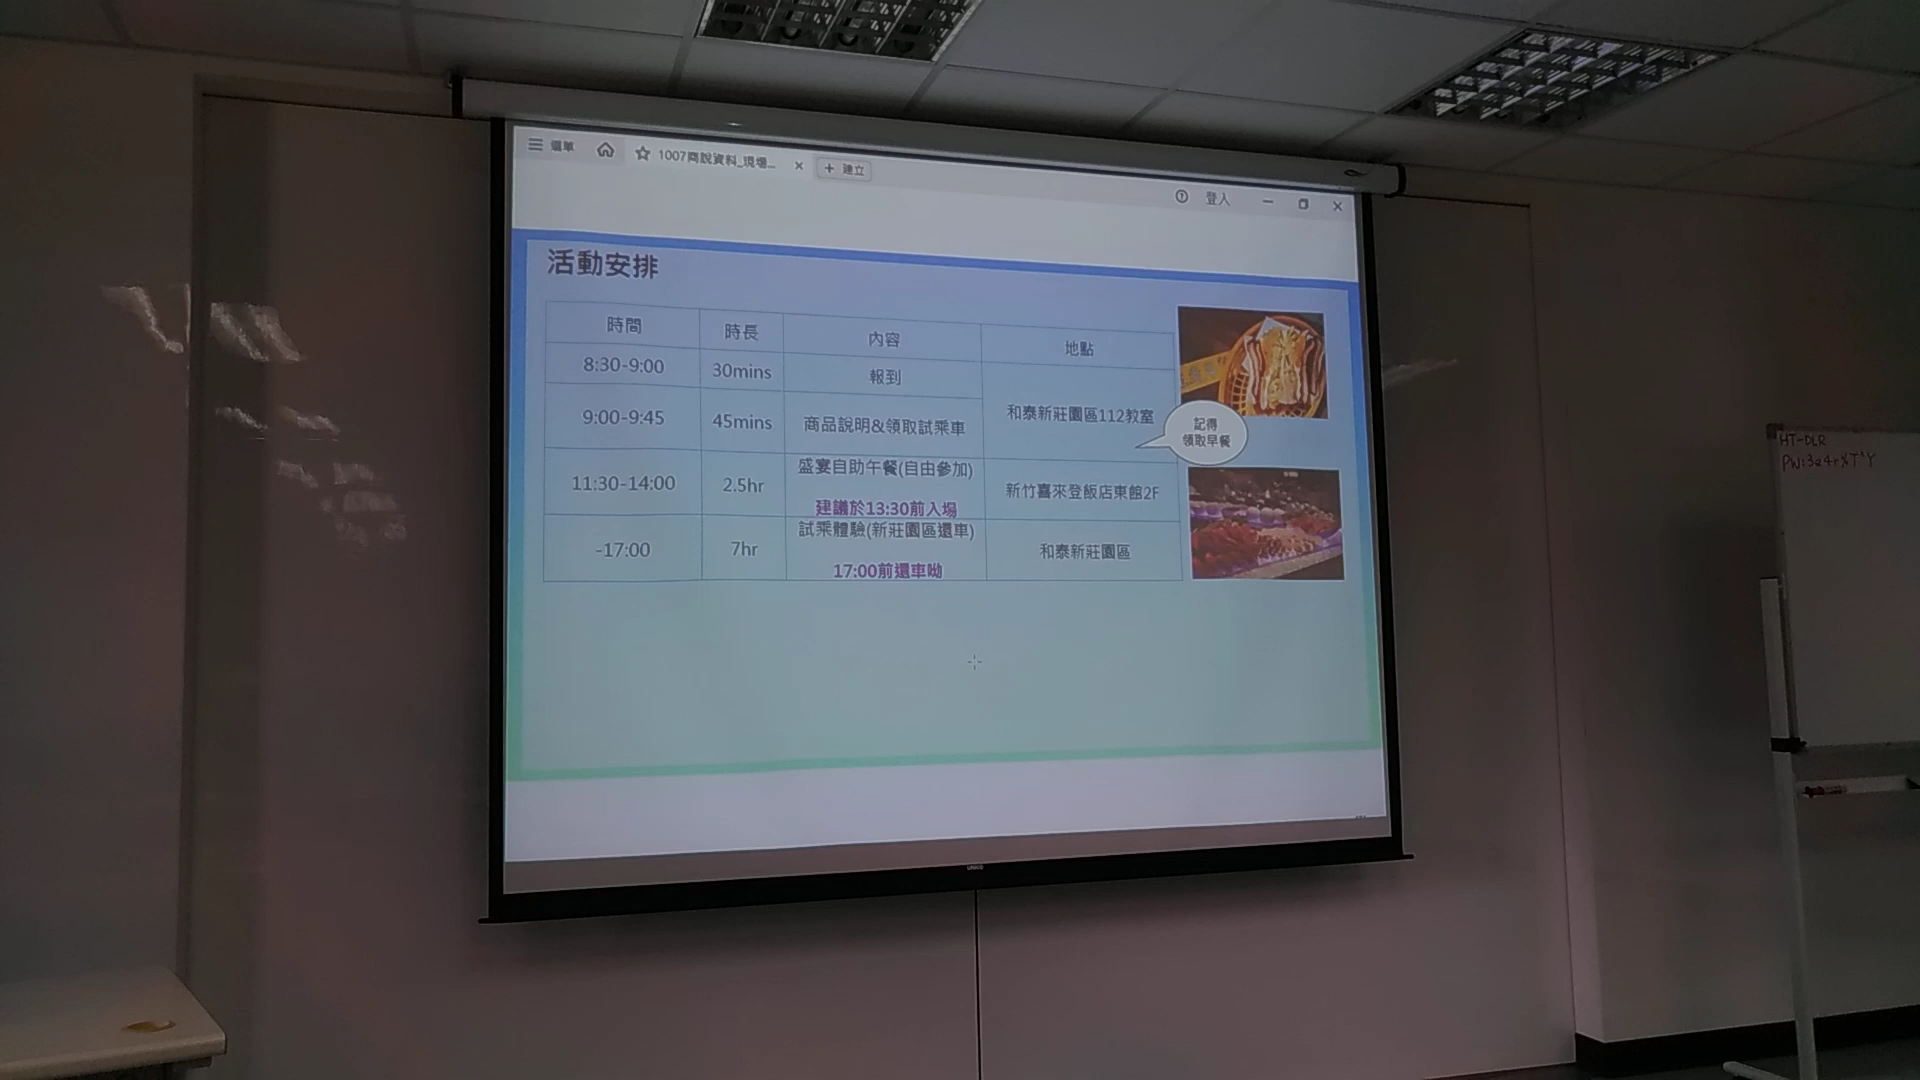 選單
1007商說資料_現場...
+ 建立
登入
活動安排
時間 時長 內容 地點
8:30-9:00 30mins 報到
和泰新莊園區112教室
9:00-9:45 45mins 商品說明&領取試乘車
記得
領取早餐
11:30-14:00 2.5hr 盛宴自助午餐(自由參加)
建議於13:30前入場
新竹喜來登飯店東館2F
-17:00 7hr 試乘體驗(新莊園區還車)
17:00前還車呦
和泰新莊園區
HT-DLR